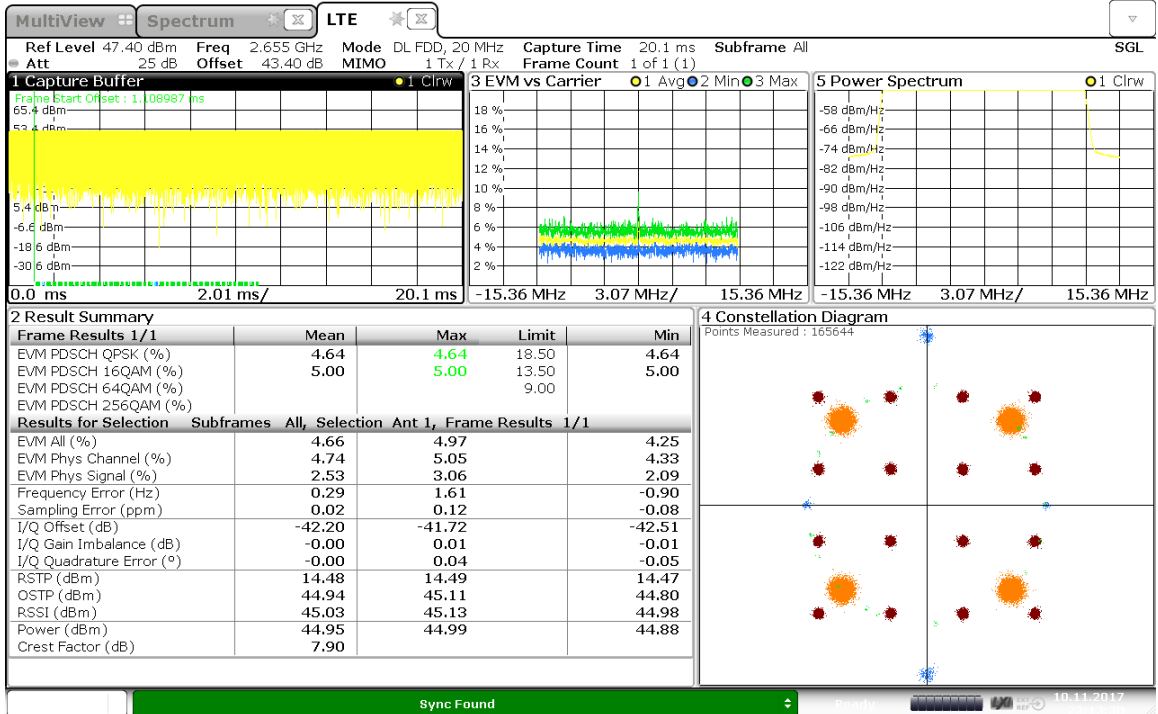 MultiView Spectrum LTE
Ref Level 47.40 dBm Freq 2.655 GHz Mode DL FDD, 20 MHz Capture Time 20.1 ms Subframe All SGL
Att 25 dB Offset 43.40 dB MIMO 1 Tx / 1 Rx Frame Count 1 of 1 (1)
1 Capture Buffer 1 Clrw
Frame Start Offset : 1.108987 ms
65.4 dBm
53.4 dBm
5.4 dBm
-6.6 dBm
-18.6 dBm
-30.6 dBm
0.0 ms 2.01 ms/ 20.1 ms
3 EVM vs Carrier 1 Avg 2 Min 3 Max
18 %
16 %
14 %
12 %
10 %
8 %
6 %
4 %
2 %
-15.36 MHz 3.07 MHz/ 15.36 MHz
5 Power Spectrum 1 Clrw
-58 dBm/Hz
-66 dBm/Hz
-74 dBm/Hz
-82 dBm/Hz
-90 dBm/Hz
-98 dBm/Hz
-106 dBm/Hz
-114 dBm/Hz
-122 dBm/Hz
-15.36 MHz 3.07 MHz/ 15.36 MHz
2 Result Summary
Frame Results 1/1 Mean Max Limit Min
EVM PDSCH QPSK (%) 4.64 4.64 18.50 4.64
EVM PDSCH 16QAM (%) 5.00 5.00 13.50 5.00
EVM PDSCH 64QAM (%) 9.00
EVM PDSCH 256QAM (%)
Results for Selection Subframes All, Selection Ant 1, Frame Results 1/1
EVM All (%) 4.66 4.97 4.25
EVM Phys Channel (%) 4.74 5.05 4.33
EVM Phys Signal (%) 2.53 3.06 2.09
Frequency Error (Hz) 0.29 1.61 -0.90
Sampling Error (ppm) 0.02 0.12 -0.08
I/Q Offset (dB) -42.20 -41.72 -42.51
I/Q Gain Imbalance (dB) -0.00 0.01 -0.01
I/Q Quadrature Error (º) -0.00 0.04 -0.05
RSTP (dBm) 14.48 14.49 14.47
OSTP (dBm) 44.94 45.11 44.80
RSSI (dBm) 45.03 45.13 44.98
Power (dBm) 44.95 44.99 44.88
Crest Factor (dB) 7.90
4 Constellation Diagram
Points Measured : 165644
Sync Found
Ready
LXI EXT REF 10.11.2017